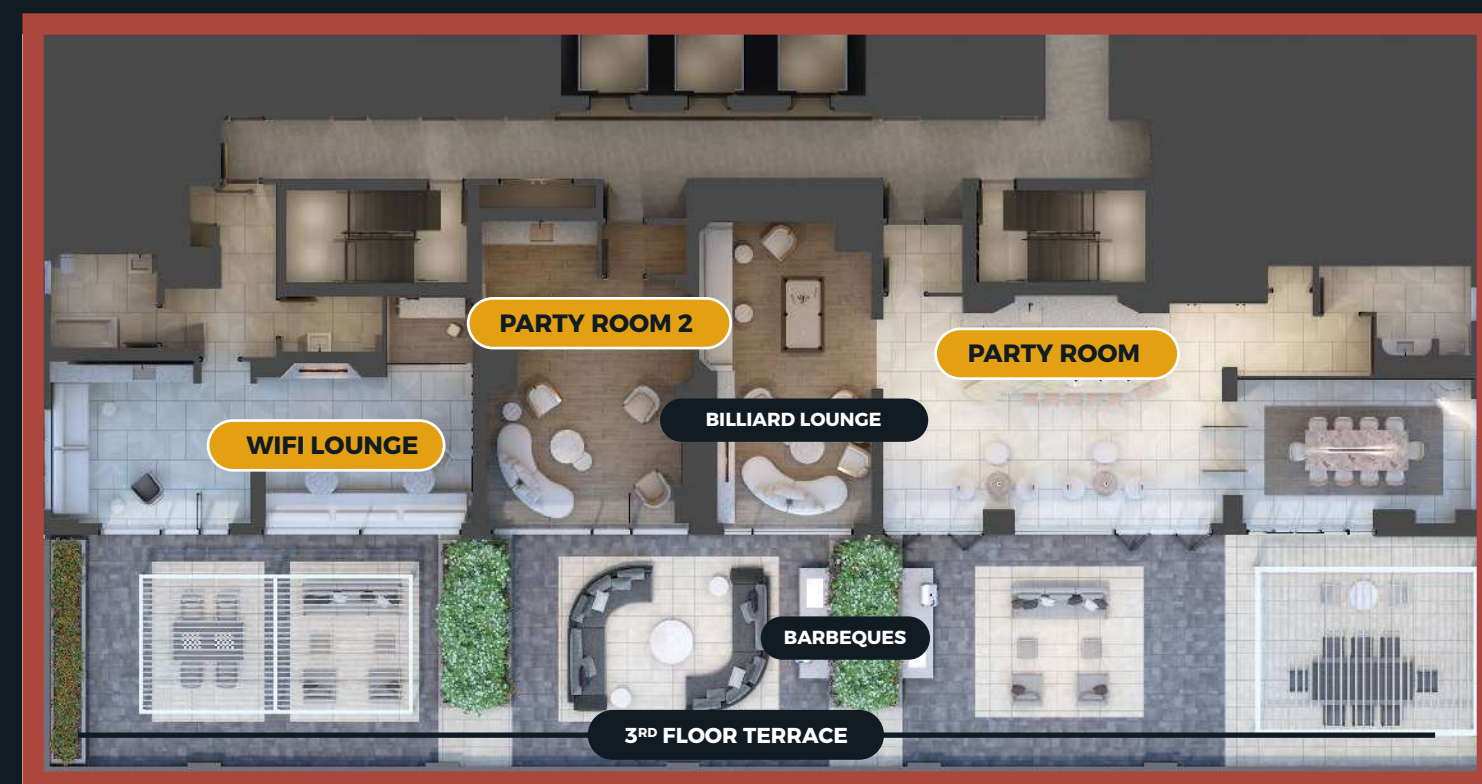 PARTY ROOM 2
PARTY ROOM
BILLIARD LOUNGE
WIFI LOUNGE
BARBEQUES
3RD FLOOR TERRACE